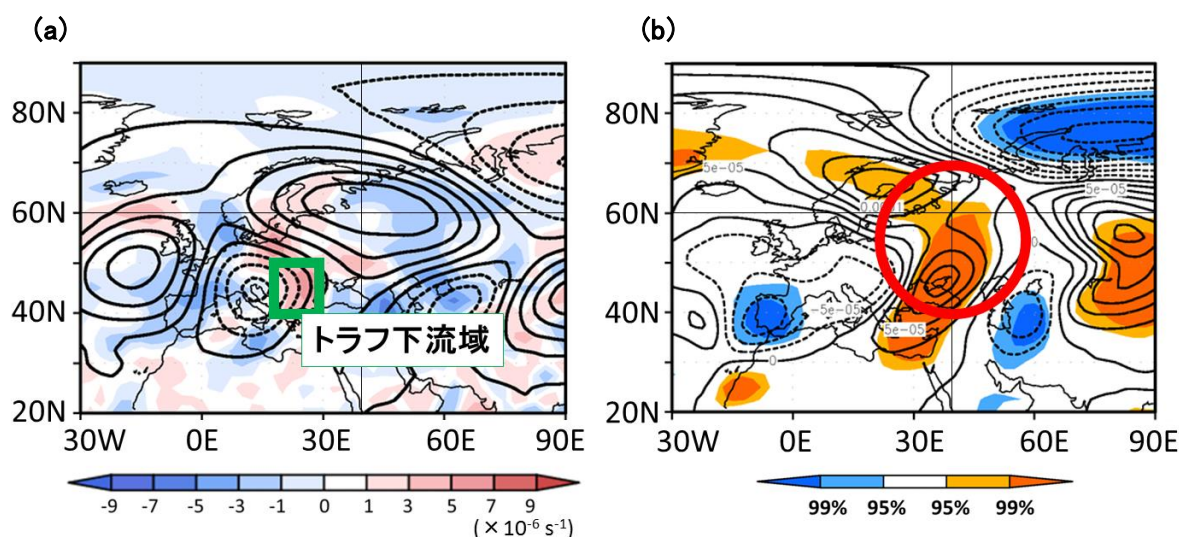 (a)
(b)
80N
60N
40N
20N
30W
0E
30E
60E
90E
トラフ下流域
-9
-7
-5
-3
-1
0
1
3
5
7
9
(×10⁻⁶ s⁻¹)
80N
60N
40N
20N
30W
0E
30E
60E
90E
5e-05
5e-05
0
-5e-05
5e-05
0
99%
95%
95%
99%